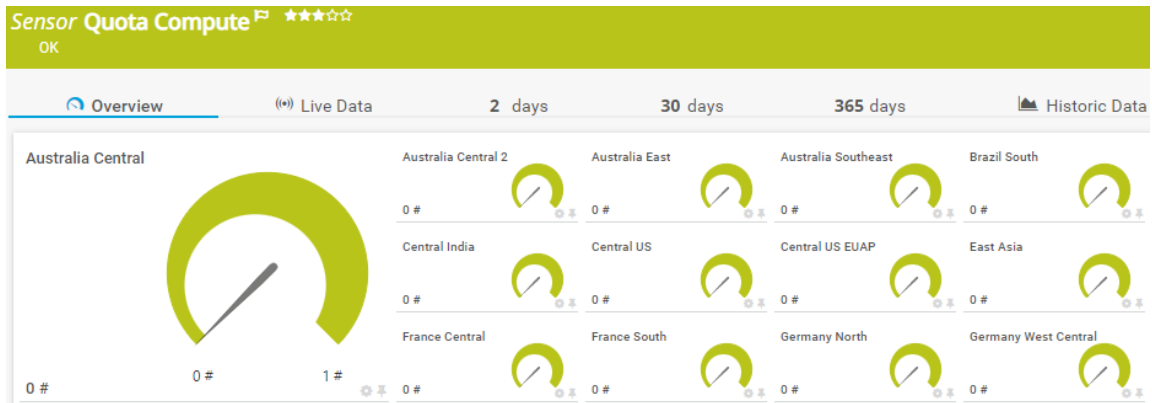 Sensor Quota Compute
OK
Overview
Live Data
2 days
30 days
365 days
Historic Data
Australia Central
0 #
1 #
0 #
Australia Central 2
0 #
Australia East
0 #
Australia Southeast
0 #
Brazil South
0 #
Central India
0 #
Central US
0 #
Central US EUAP
0 #
East Asia
0 #
France Central
0 #
France South
0 #
Germany North
0 #
Germany West Central
0 #